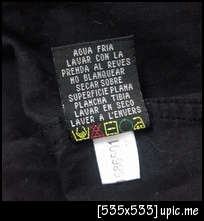 AGUA FRIA
LAVAR CON LA
PRENDA AL REVES
NO BLANQUEAR
SECAR SOBRE
SUPERFICIE PLANA
PLANCHA TIBIA
LAVAR EN SECO
LAVER A L'ENVERS
[535x533]upic.me